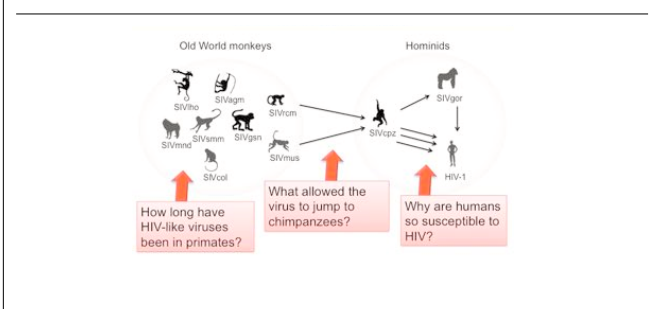 Old World monkeys
Hominids
SIVlho
SIVagm
SIVrcm
SIVgor
SIVcpz
SIVmnd
SIVsmm
SIVgsn
SIVmus
SIVcol
HIV-1
How long have
HIV-like viruses
been in primates?
What allowed the
virus to jump to
chimpanzees?
Why are humans
so susceptible to
HIV?